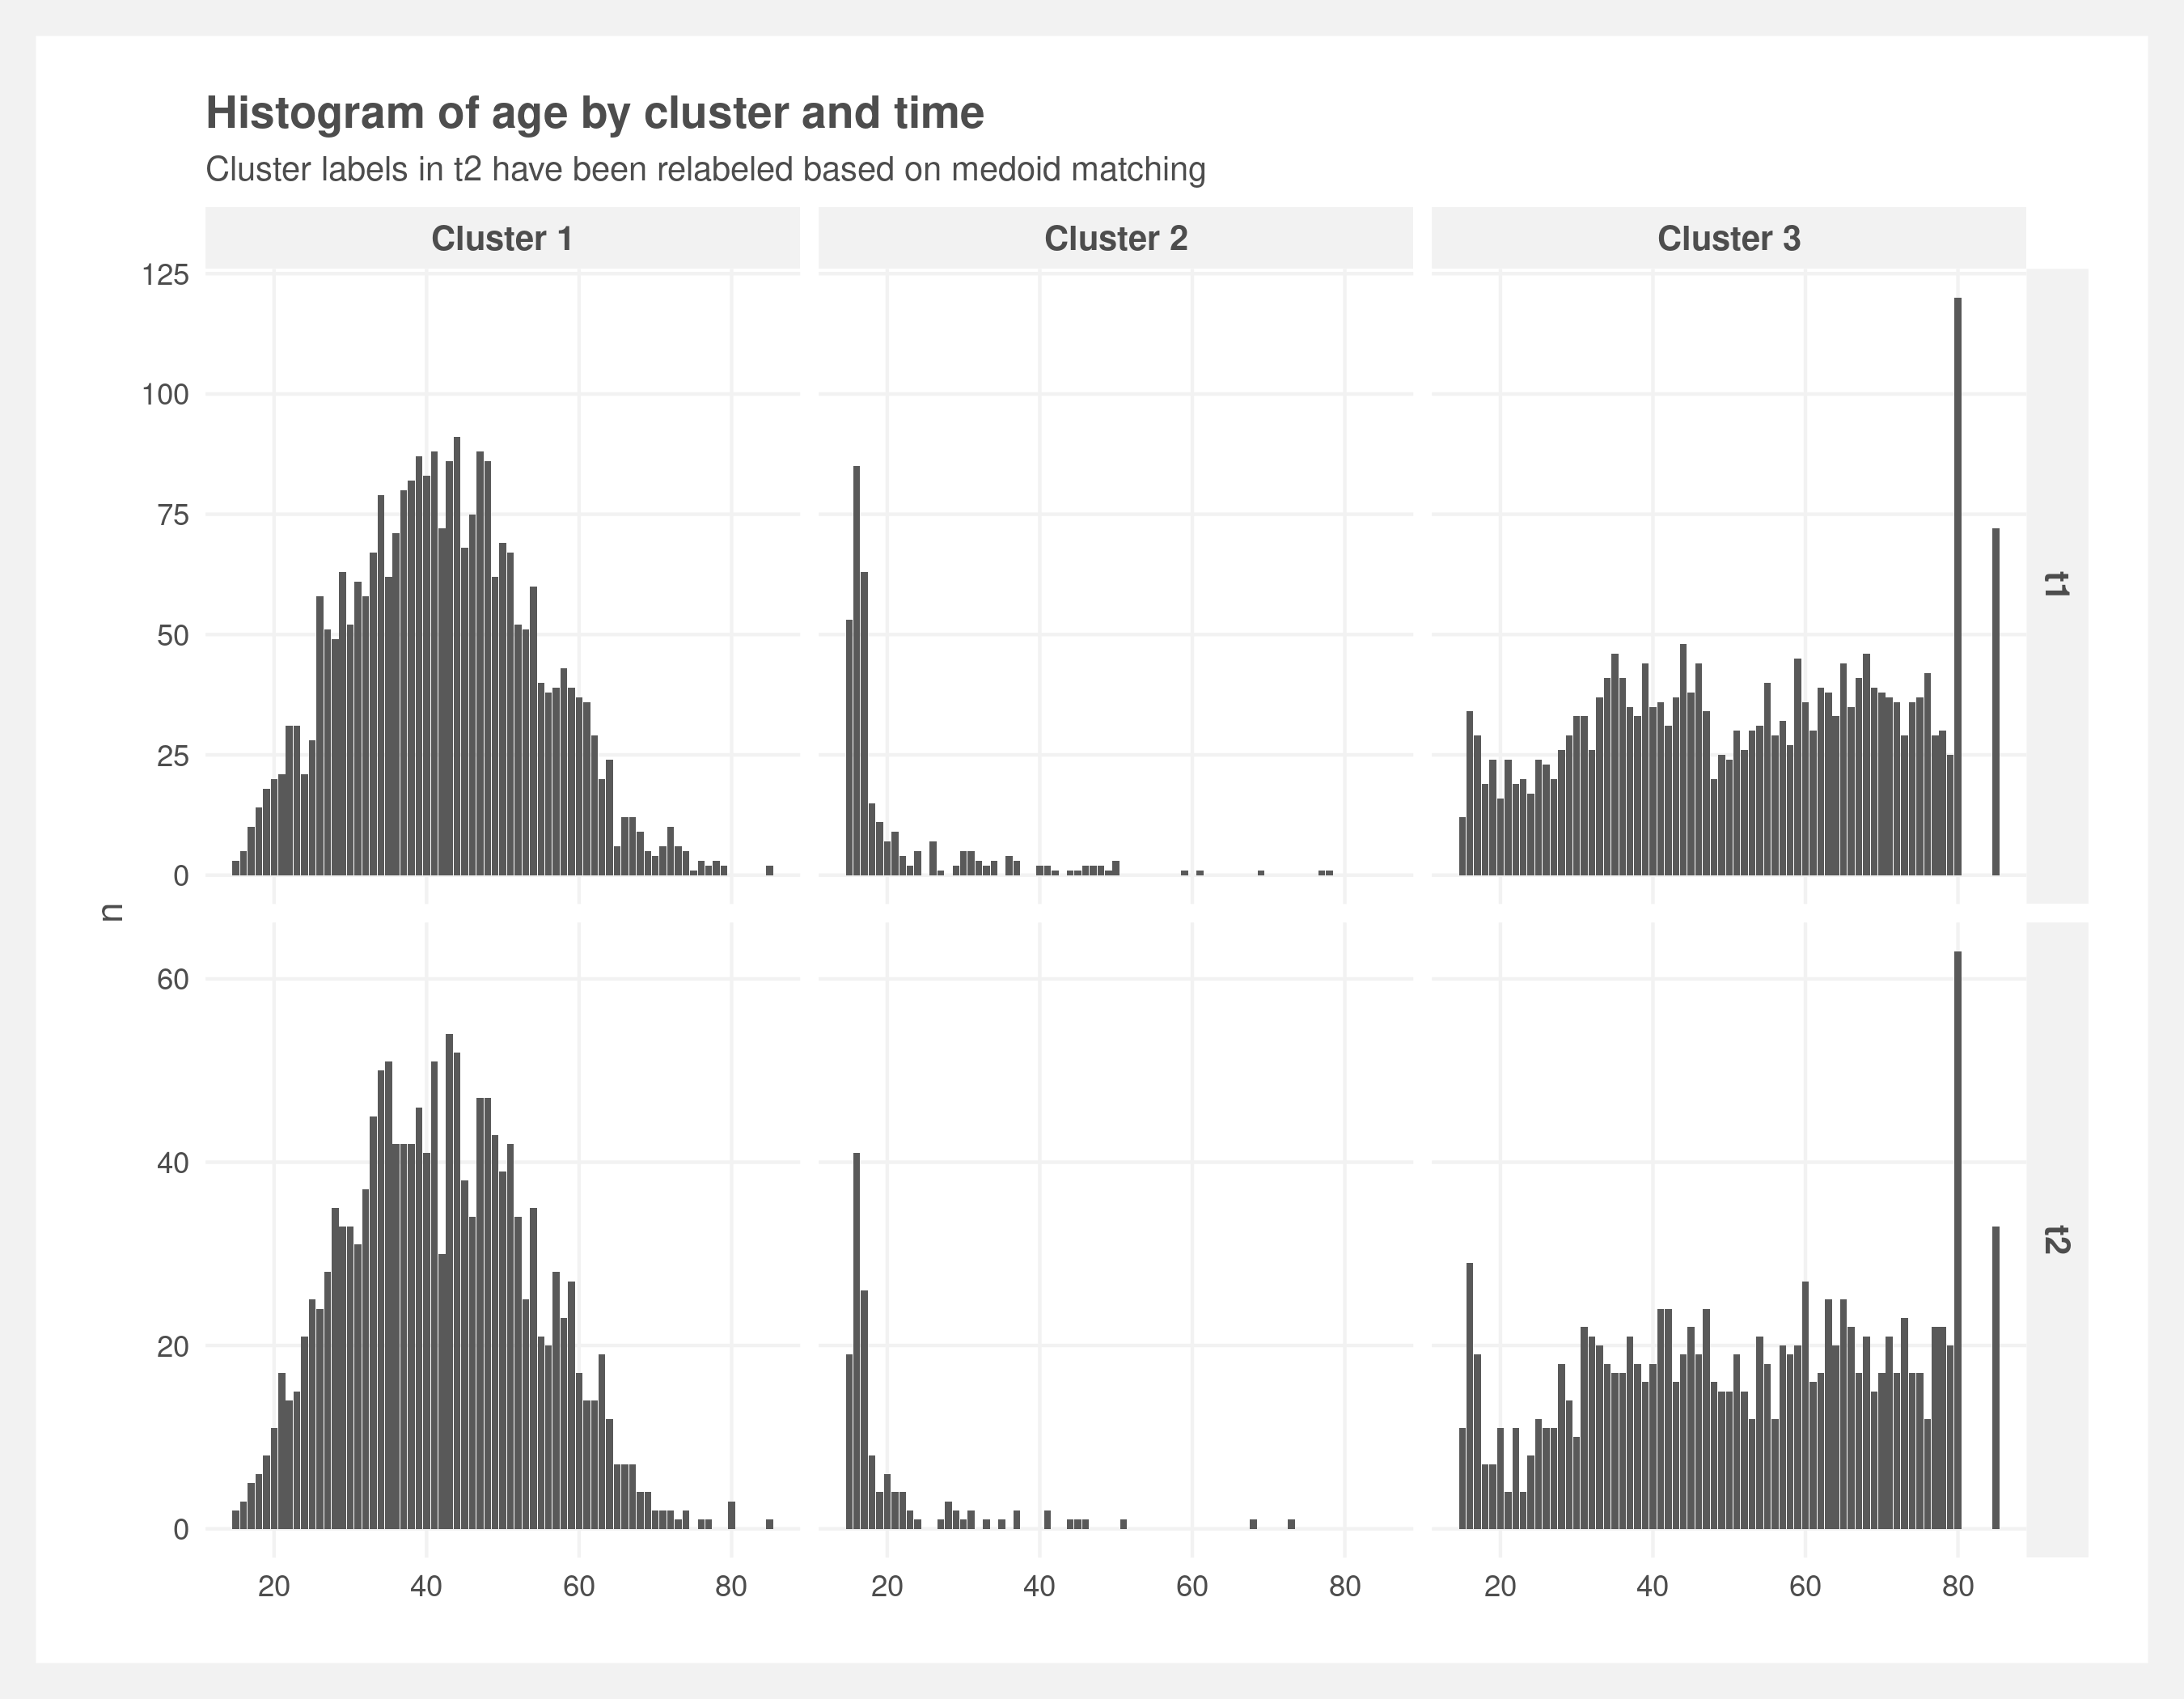 Histogram of age by cluster and time
Cluster labels in t2 have been relabeled based on medoid matching
Cluster 1 Cluster 2 Cluster 3
125
100
75
50
25
0
t1
n
60
40
20
0
t2
20 40 60 80 20 40 60 80 20 40 60 80